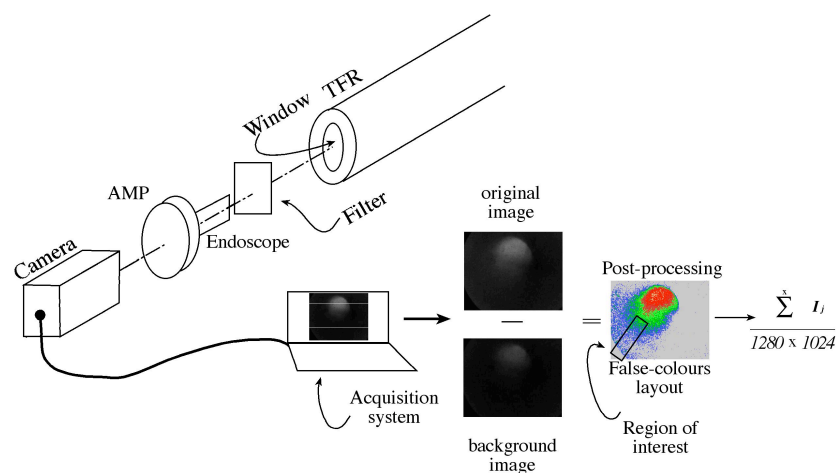 TFR
Window
AMP
Filter
Endoscope
Camera
original
image
Post-processing
—
=
x
∑ I j
1280 x 1024
False-colours
layout
Acquisition
system
Region of
interest
background
image